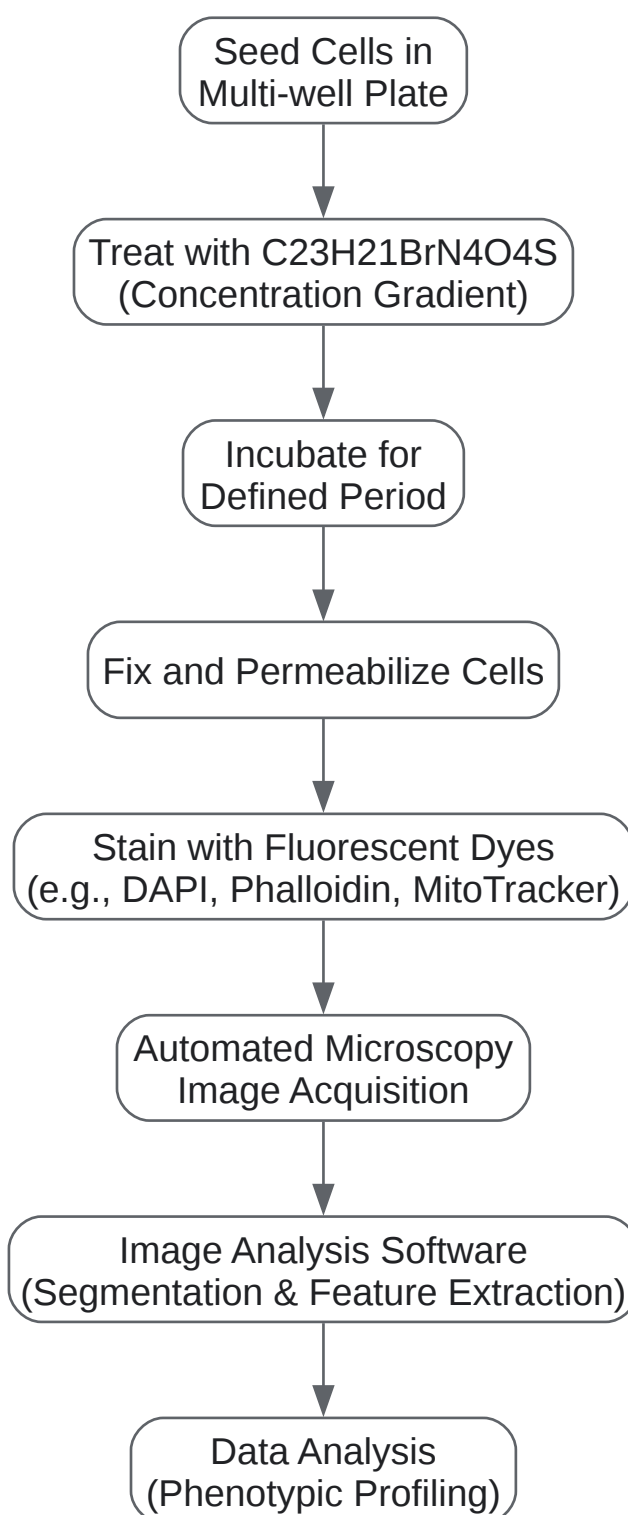 Seed Cells in
Multi-well Plate
Treat with C23H21BrN4O4S
(Concentration Gradient)
Incubate for
Defined Period
Fix and Permeabilize Cells
Stain with Fluorescent Dyes
(e.g., DAPI, Phalloidin, MitoTracker)
Automated Microscopy
Image Acquisition
Image Analysis Software
(Segmentation & Feature Extraction)
Data Analysis
(Phenotypic Profiling)